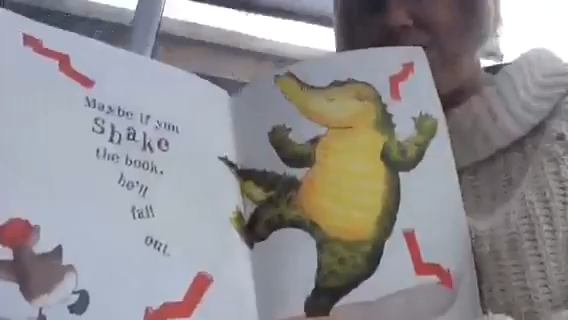 Maybe if you
shake
the book,
he'll
fall
out.